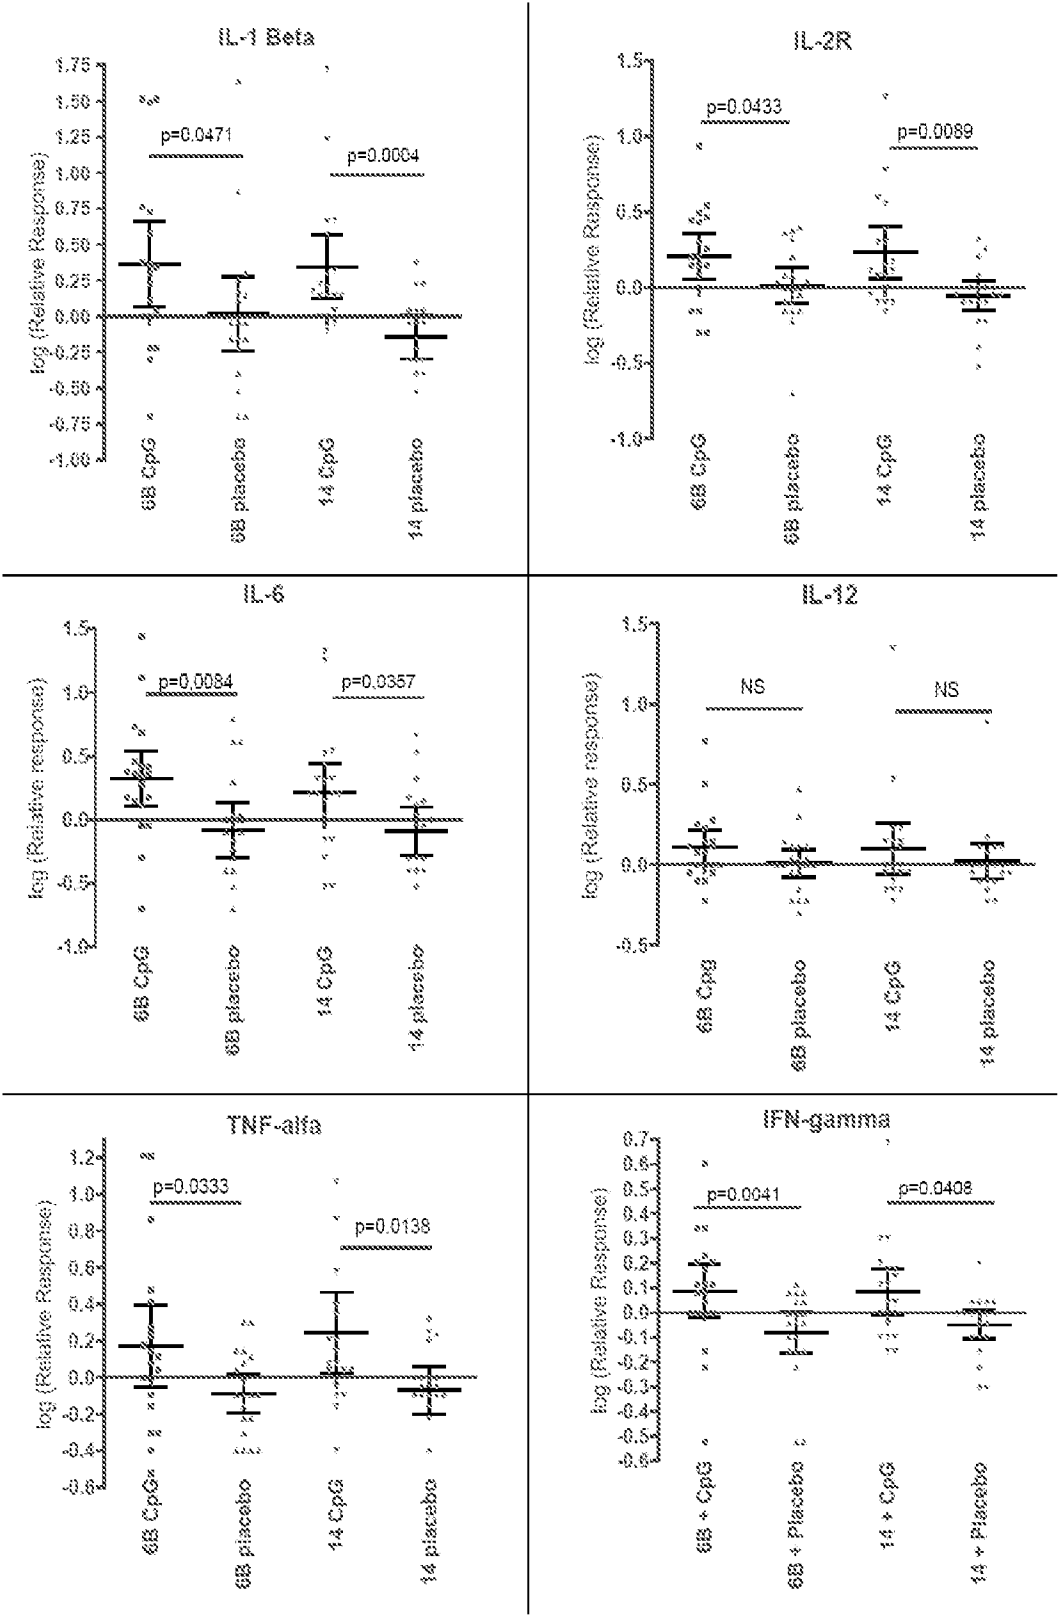 IL-1 Beta
log (Relative Response)
1.75
1.50
1.25
1.00
0.75
0.50
0.25
0.00
-0.25
-0.50
-0.75
-1.00
p=0.0471
p=0.0004
6B CpG
6B placebo
14 CpG
14 placebo
IL-2R
log (Relative Response)
1.5
1.0
0.5
0.0
-0.5
-1.0
p=0.0433
p=0.0089
6B CpG
6B placebo
14 CpG
14 placebo
IL-6
log (Relative response)
1.5
1.0
0.5
0.0
-0.5
-1.0
p=0,0084
p=0,0357
6B CpG
6B placebo
14 CpG
14 placebo
IL-12
log (Relative response)
1.5
1.0
0.5
0.0
-0.5
NS
NS
6B Cpg
6B placebo
14 CpG
14 placebo
TNF-alfa
log (Relative Response)
1.2
1.0
0.8
0.6
0.4
0.2
0.0
-0.2
-0.4
-0.6
p=0.0333
p=0.0138
6B CpG
6B placebo
14 CpG
14 placebo
IFN-gamma
log (Relative Response)
0.7
0.6
0.5
0.4
0.3
0.2
0.1
0.0
-0.1
-0.2
-0.3
-0.4
-0.5
-0.6
p=0.0041
p=0.0408
6B + CpG
6B + Placebo
14 + CpG
14 + Placebo